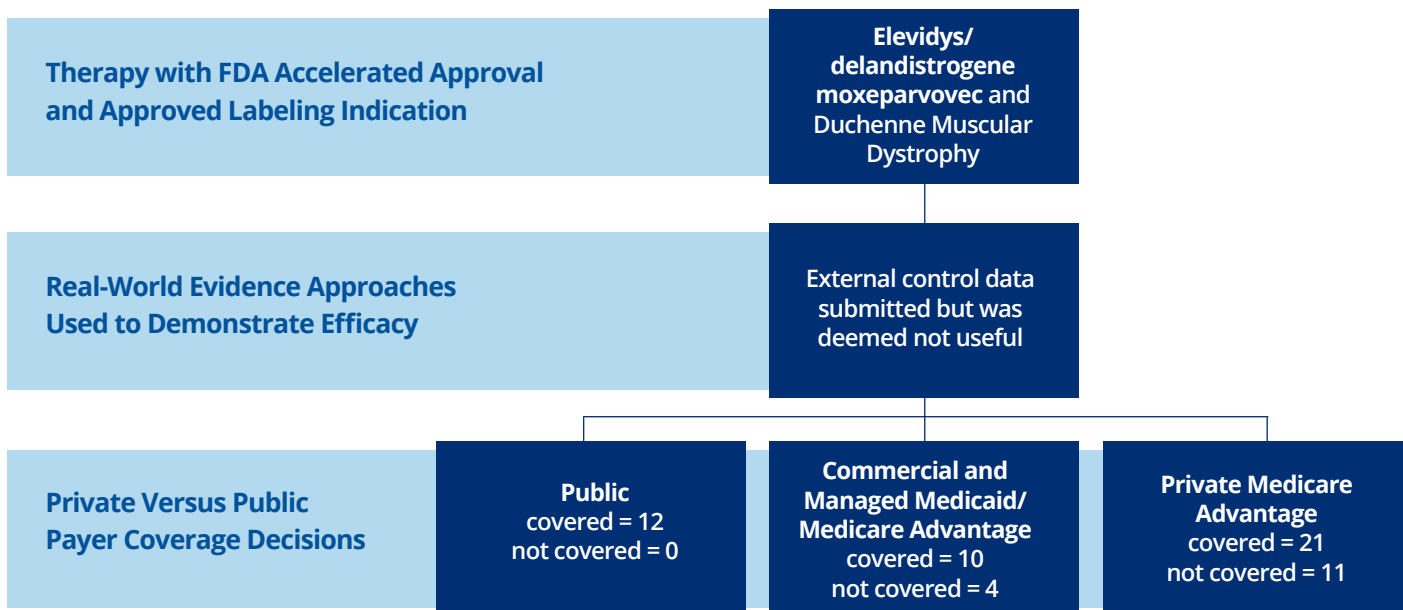 Therapy with FDA Accelerated Approval
and Approved Labeling Indication
Elevidys/
delandistrogene
moxeparvovec and
Duchenne Muscular
Dystrophy
Real-World Evidence Approaches
Used to Demonstrate Efficacy
External control data
submitted but was
deemed not useful
Private Versus Public
Payer Coverage Decisions
Public
covered = 12
not covered = 0
Commercial and
Managed Medicaid/
Medicare Advantage
covered = 10
not covered = 4
Private Medicare
Advantage
covered = 21
not covered = 11